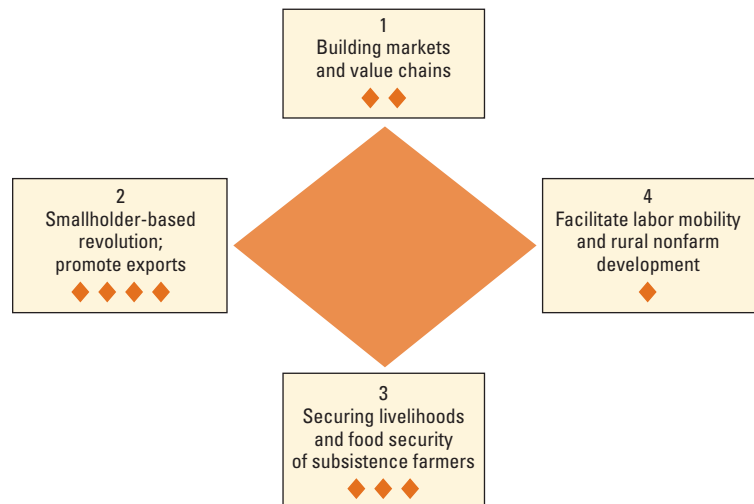 1
Building markets
and value chains
2
Smallholder-based
revolution;
promote exports
4
Facilitate labor mobility
and rural nonfarm
development
3
Securing livelihoods
and food security
of subsistence farmers